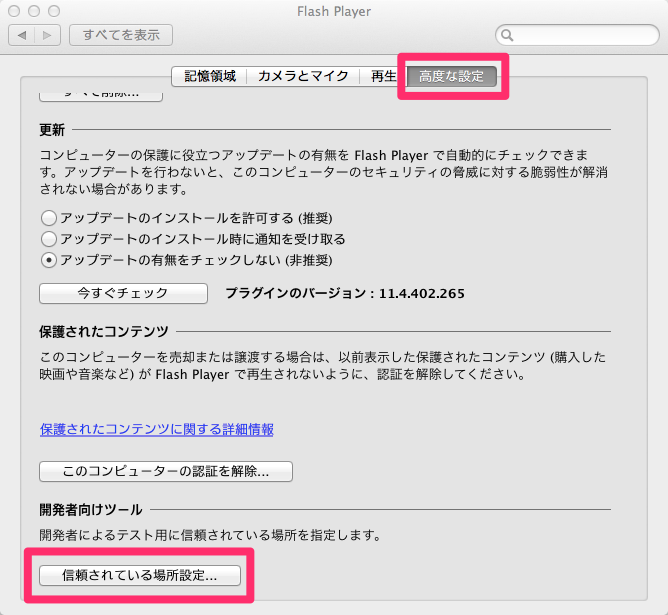 Flash Player
すべてを表示
記憶領域
カメラとマイク
再生
高度な設定
すべて削除...
更新
コンピューターの保護に役立つアップデートの有無を Flash Player で自動的にチェックできま
す。アップデートを行わないと、このコンピューターのセキュリティの脅威に対する脆弱性が解消
されない場合があります。
アップデートのインストールを許可する (推奨)
アップデートのインストール時に通知を受け取る
アップデートの有無をチェックしない (非推奨)
今すぐチェック
プラグインのバージョン : 11.4.402.265
保護されたコンテンツ
このコンピューターを売却または譲渡する場合は、以前表示した保護されたコンテンツ (購入した
映画や音楽など) が Flash Player で再生されないように、認証を解除してください。
保護されたコンテンツに関する詳細情報
このコンピューターの認証を解除...
開発者向けツール
開発者によるテスト用に信頼されている場所を指定します。
信頼されている場所設定...